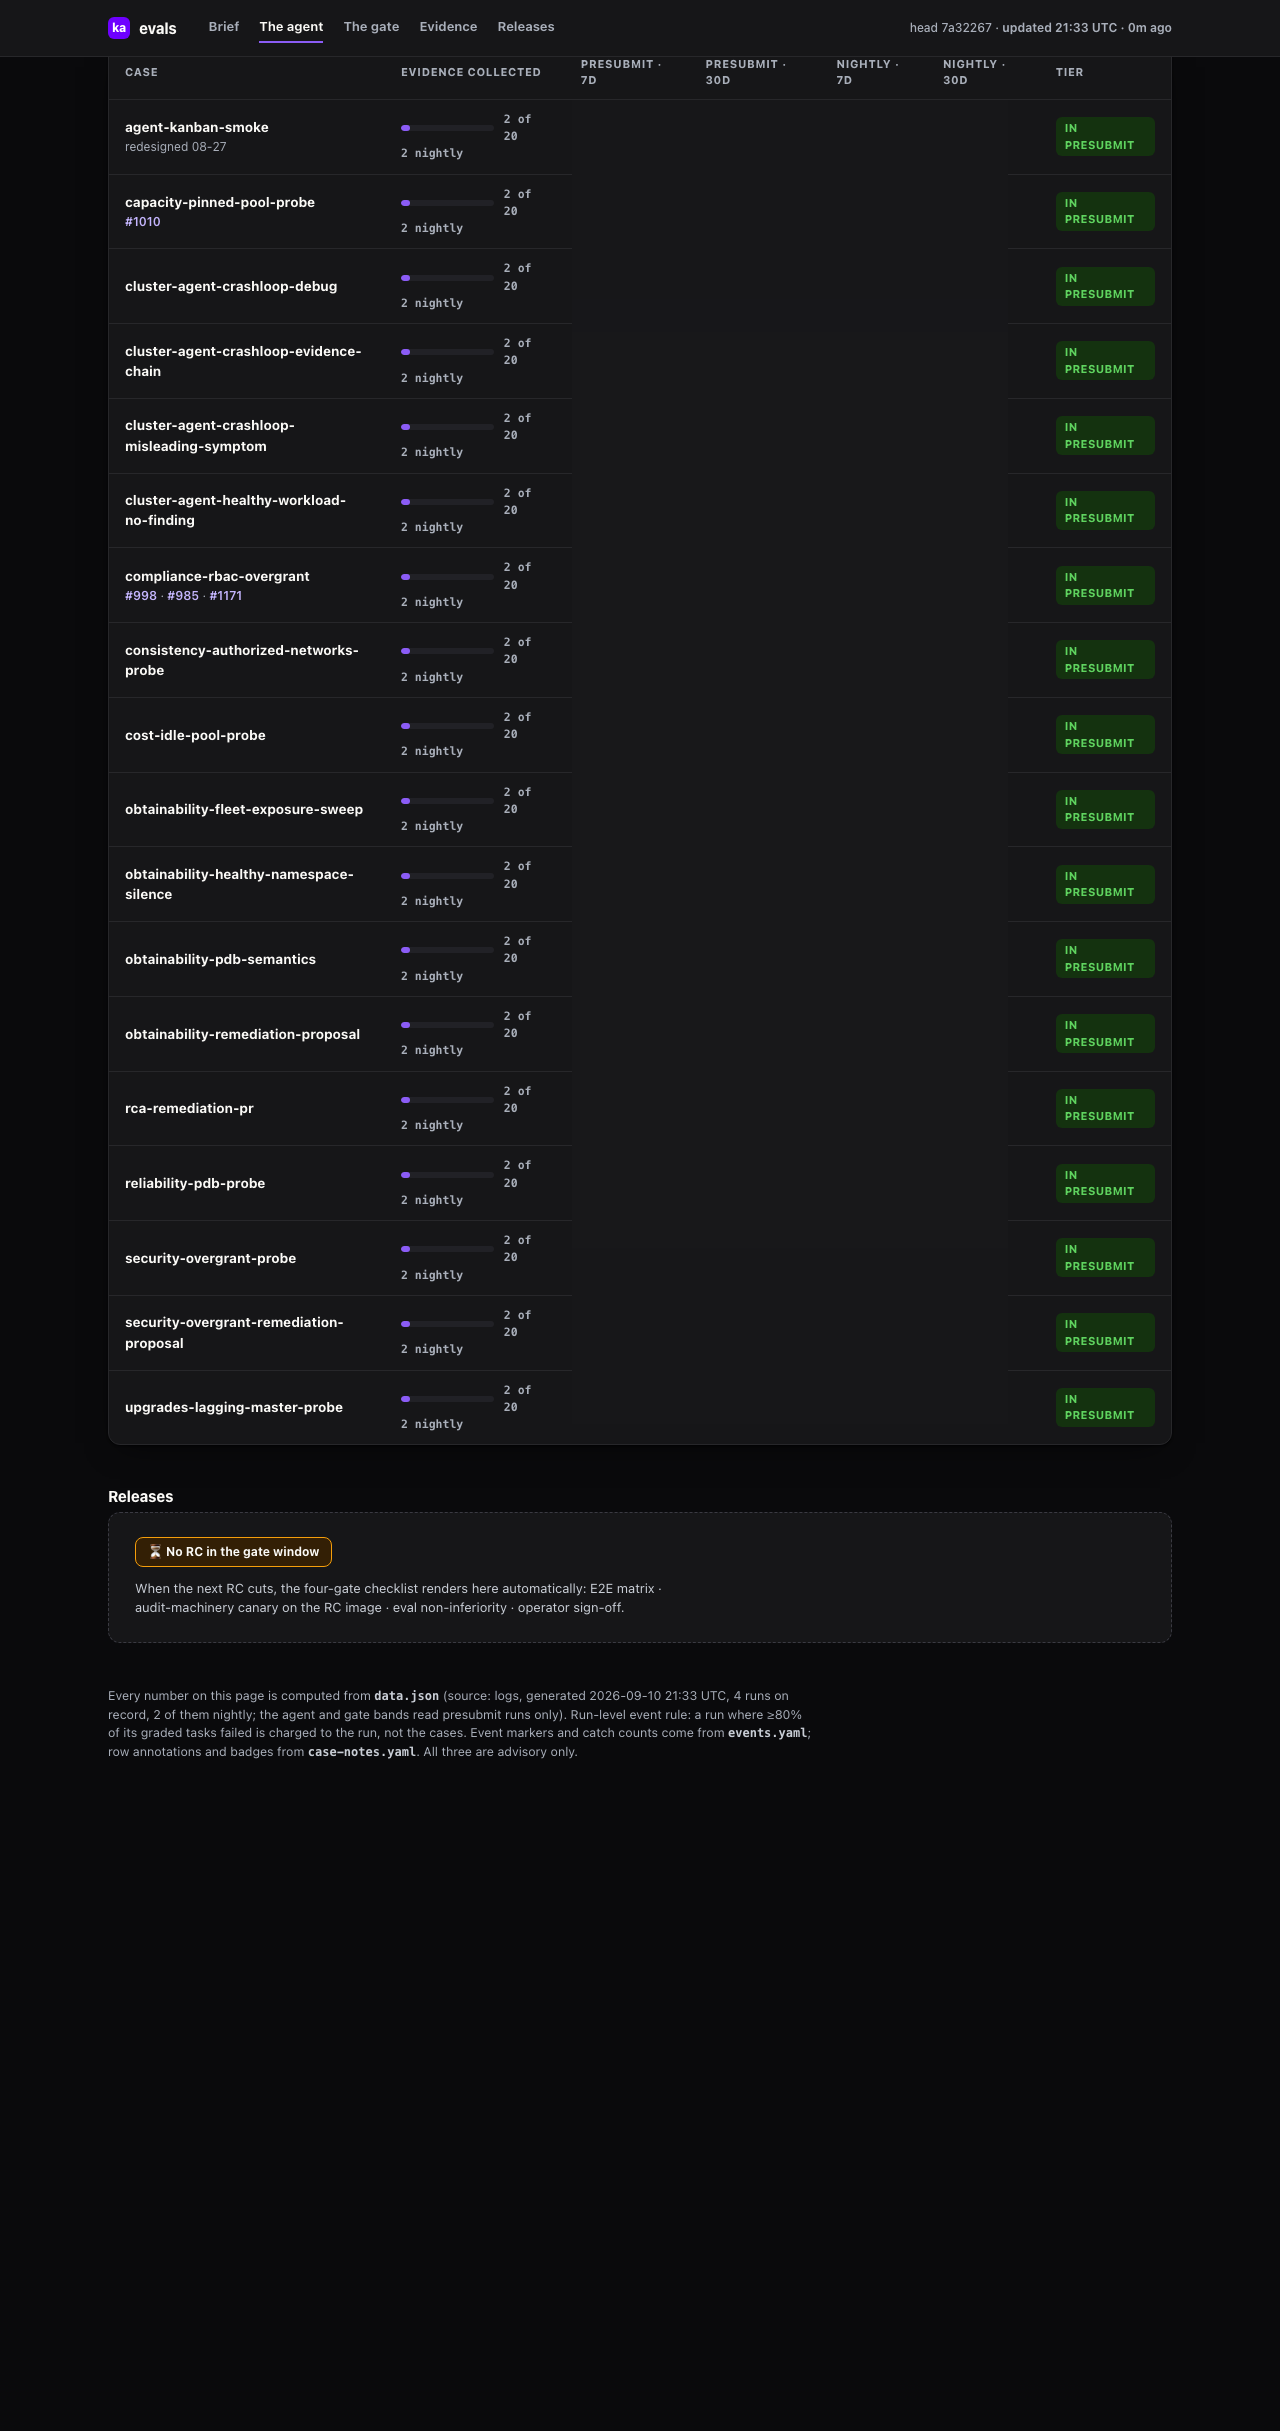 ka evals Brief The agent The gate Evidence Releases head 7a32267 · updated 21:33 UTC · 0m ago
CASE EVIDENCE COLLECTED PRESUBMIT · 7D PRESUBMIT · 30D NIGHTLY · 7D NIGHTLY · 30D TIER
agent-kanban-smoke
redesigned 08-27
2 of
20
2 nightly
IN
PRESUBMIT
capacity-pinned-pool-probe
#1010
2 of
20
2 nightly
IN
PRESUBMIT
cluster-agent-crashloop-debug
2 of
20
2 nightly
IN
PRESUBMIT
cluster-agent-crashloop-evidence-
chain
2 of
20
2 nightly
IN
PRESUBMIT
cluster-agent-crashloop-
misleading-symptom
2 of
20
2 nightly
IN
PRESUBMIT
cluster-agent-healthy-workload-
no-finding
2 of
20
2 nightly
IN
PRESUBMIT
compliance-rbac-overgrant
#998 · #985 · #1171
2 of
20
2 nightly
IN
PRESUBMIT
consistency-authorized-networks-
probe
2 of
20
2 nightly
IN
PRESUBMIT
cost-idle-pool-probe
2 of
20
2 nightly
IN
PRESUBMIT
obtainability-fleet-exposure-sweep
2 of
20
2 nightly
IN
PRESUBMIT
obtainability-healthy-namespace-
silence
2 of
20
2 nightly
IN
PRESUBMIT
obtainability-pdb-semantics
2 of
20
2 nightly
IN
PRESUBMIT
obtainability-remediation-proposal
2 of
20
2 nightly
IN
PRESUBMIT
rca-remediation-pr
2 of
20
2 nightly
IN
PRESUBMIT
reliability-pdb-probe
2 of
20
2 nightly
IN
PRESUBMIT
security-overgrant-probe
2 of
20
2 nightly
IN
PRESUBMIT
security-overgrant-remediation-
proposal
2 of
20
2 nightly
IN
PRESUBMIT
upgrades-lagging-master-probe
2 of
20
2 nightly
IN
PRESUBMIT
Releases
⏳ No RC in the gate window
When the next RC cuts, the four-gate checklist renders here automatically: E2E matrix ·
audit-machinery canary on the RC image · eval non-inferiority · operator sign-off.
Every number on this page is computed from data.json (source: logs, generated 2026-09-10 21:33 UTC, 4 runs on
record, 2 of them nightly; the agent and gate bands read presubmit runs only). Run-level event rule: a run where ≥80%
of its graded tasks failed is charged to the run, not the cases. Event markers and catch counts come from events.yaml;
row annotations and badges from case-notes.yaml. All three are advisory only.